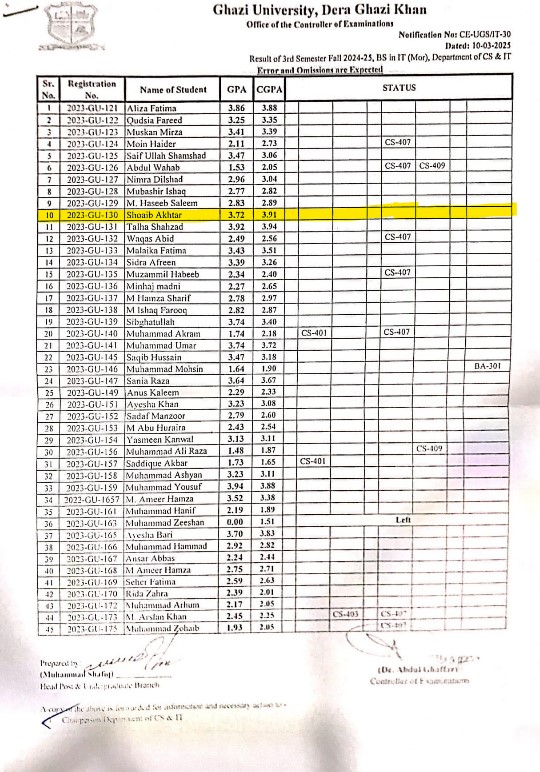 Ghazi University, Dera Ghazi Khan
Office of the Controller of Examinations
Notification No: CE-UGS/IT-30
Dated: 10-03-2025
Result of 3rd Semester Fall 2024-25, BS in IT (Mor), Department of CS & IT
Error and Omissions are Expected
Sr. No. Registration No. Name of Student GPA CGPA STATUS
1 2023-GU-121 Aliza Fatima 3.86 3.88
2 2023-GU-122 Qudsia Fareed 3.25 3.35
3 2023-GU-123 Muskan Mirza 3.41 3.39
4 2023-GU-124 Moin Haider 2.11 2.73 CS-407
5 2023-GU-125 Saif Ullah Shamshad 3.47 3.06
6 2023-GU-126 Abdul Wahab 1.53 2.05 CS-407 CS-409
7 2023-GU-127 Nimra Dilshad 2.96 3.04
8 2023-GU-128 Mubashir Ishaq 2.77 2.82
9 2023-GU-129 M. Haseeb Saleem 2.83 2.89
10 2023-GU-130 Shoaib Akhtar 3.72 3.91
11 2023-GU-131 Talha Shahzad 3.92 3.94
12 2023-GU-132 Waqas Abid 2.49 2.56 CS-407
13 2023-GU-133 Malaika Fatima 3.43 3.51
14 2023-GU-134 Sidra Afreen 3.39 3.26
15 2023-GU-135 Muzammil Habeeb 2.34 2.40 CS-407
16 2023-GU-136 Minhaj madni 2.27 2.65
17 2023-GU-137 M Hamza Sharif 2.78 2.97
18 2023-GU-138 M Ishaq Farooq 2.82 2.87
19 2023-GU-139 Sibghatullah 3.74 3.40
20 2023-GU-140 Muhammad Akram 1.74 2.18 CS-401 CS-407
21 2023-GU-141 Muhammad Umar 3.74 3.72
22 2023-GU-145 Saqib Hussain 3.47 3.18
23 2023-GU-146 Muhammad Mohsin 1.64 1.90 BA-301
24 2023-GU-147 Sania Raza 3.64 3.67
25 2023-GU-149 Anus Kaleem 2.29 2.33
26 2023-GU-151 Ayesha Khan 3.23 3.08
27 2023-GU-152 Sadaf Manzoor 2.79 2.60
28 2023-GU-153 M Abu Huraira 2.43 2.54
29 2023-GU-154 Yasmeen Kanwal 3.13 3.11
30 2023-GU-156 Muhammad Ali Raza 1.48 1.87 CS-409
31 2023-GU-157 Saddique Akbar 1.73 1.65 CS-401
32 2023-GU-158 Muhammad Ashyan 3.23 3.11
33 2023-GU-159 Muhammad Yousuf 3.94 3.88
34 2022-GU-1657 M. Ameer Hamza 3.52 3.38
35 2023-GU-161 Muhammad Hanif 2.19 1.89
36 2023-GU-163 Muhammad Zeeshan 0.00 1.51 Left
37 2023-GU-165 Ayesha Bari 3.70 3.83
38 2023-GU-166 Muhammad Hammad 2.92 2.82
39 2023-GU-167 Ansar Abbas 2.24 2.44
40 2023-GU-168 M Ameer Hamza 2.75 2.71
41 2023-GU-169 Seher Fatima 2.59 2.63
42 2023-GU-170 Rida Zahra 2.39 2.01
43 2023-GU-172 Muhammad Arhum 2.17 2.05
44 2023-GU-173 M. Arslan Khan 2.45 2.25 CS-403 CS-407
45 2023-GU-175 Muhammad Zohaib 1.93 2.05 CS-407
Prepared by
(Muhammad Shafiq)
Head Post & Undergraduate Branch
(Dr. Abdul Ghaffar)
Controller of Examinations
A copy of the above is forwarded for information and necessary action to:-
Chairperson Department of CS & IT